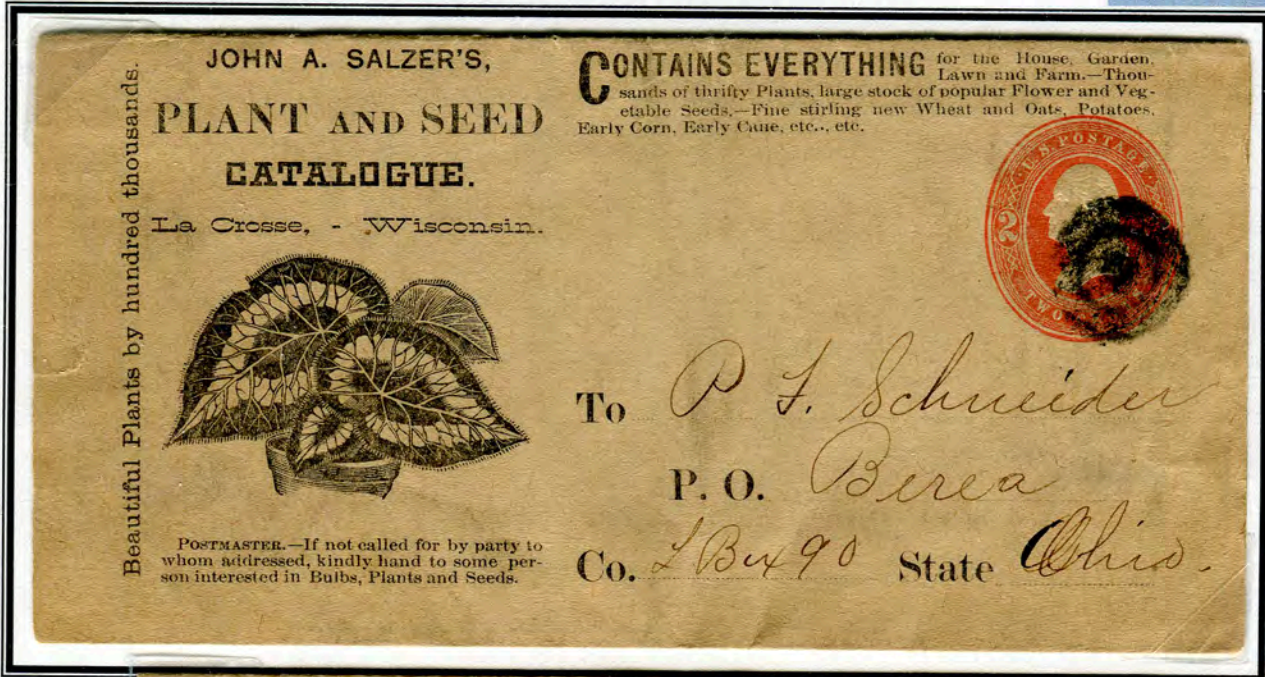 Beautiful Plants by hundred thousands.
JOHN A. SALZER'S,
PLANT AND SEED
CATALOGUE.
La Crosse, - Wisconsin.
POSTMASTER.—If not called for by party to
whom addressed, kindly hand to some per-
son interested in Bulbs, Plants and Seeds.
CONTAINS EVERYTHING for the House, Garden,
Lawn and Farm.—Thou-
sands of thrifty Plants, large stock of popular Flower and Veg-
etable Seeds,—Fine stirling new Wheat and Oats, Potatoes,
Early Corn, Early Cane, etc., etc.
U.S. POSTAGE
2
TWO
To P. F. Schneider
P. O. Berea
Co. L Box 90 State Ohio.